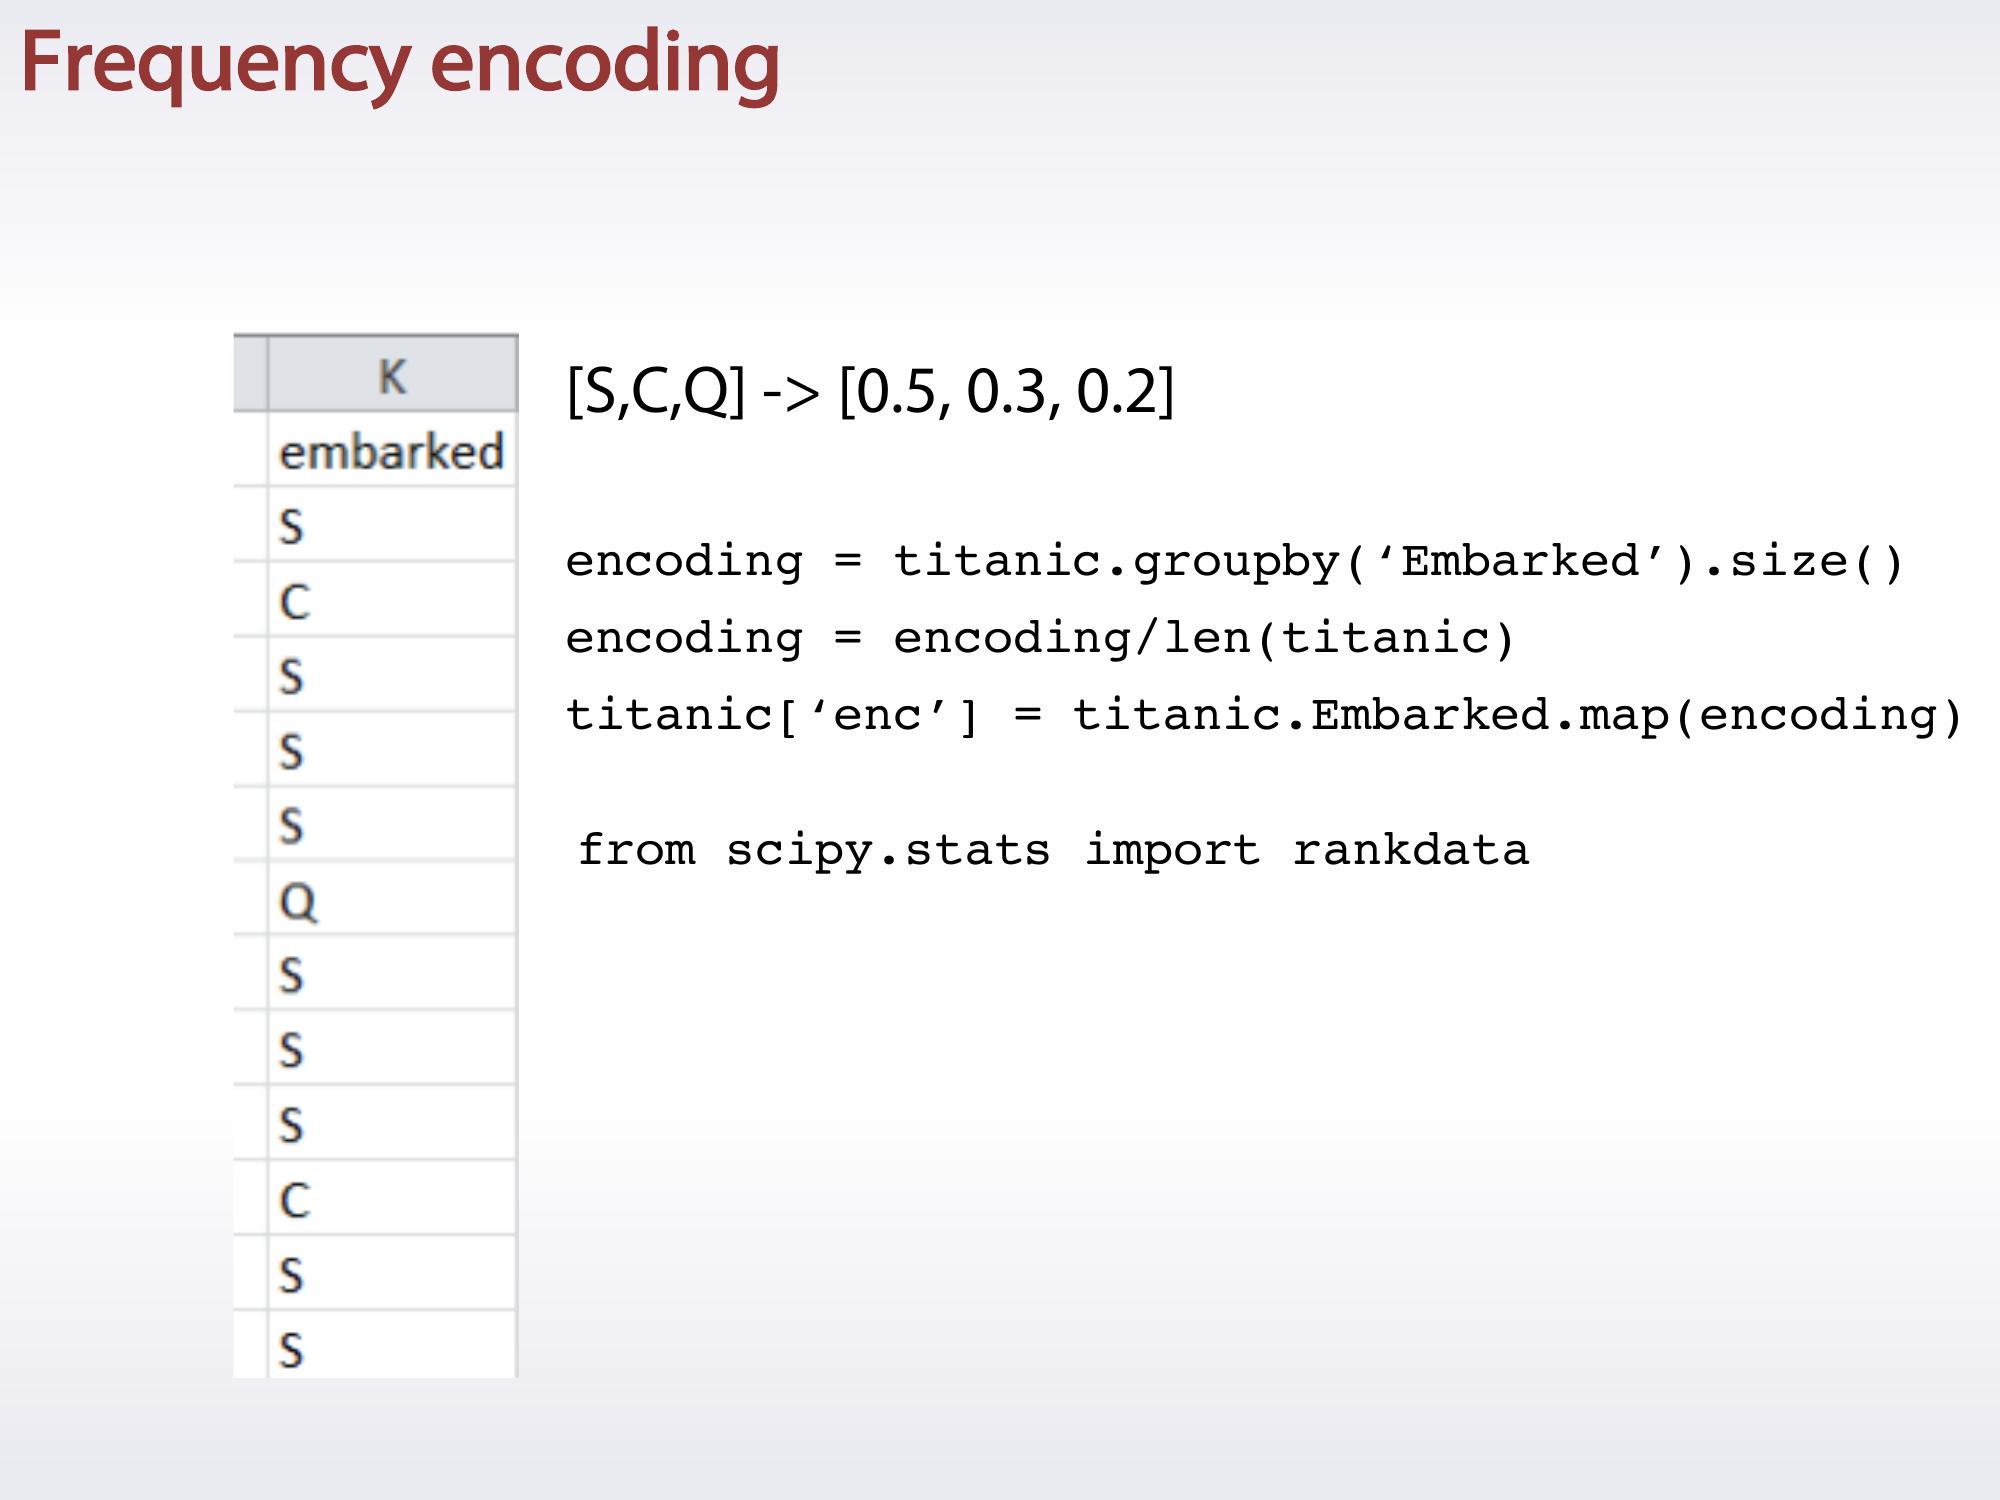 Frequency encoding
K
embarked
S
C
S
S
S
Q
S
S
S
C
S
S
[S,C,Q] -> [0.5, 0.3, 0.2]
encoding = titanic.groupby(‘Embarked’).size()
encoding = encoding/len(titanic)
titanic[‘enc’] = titanic.Embarked.map(encoding)
from scipy.stats import rankdata